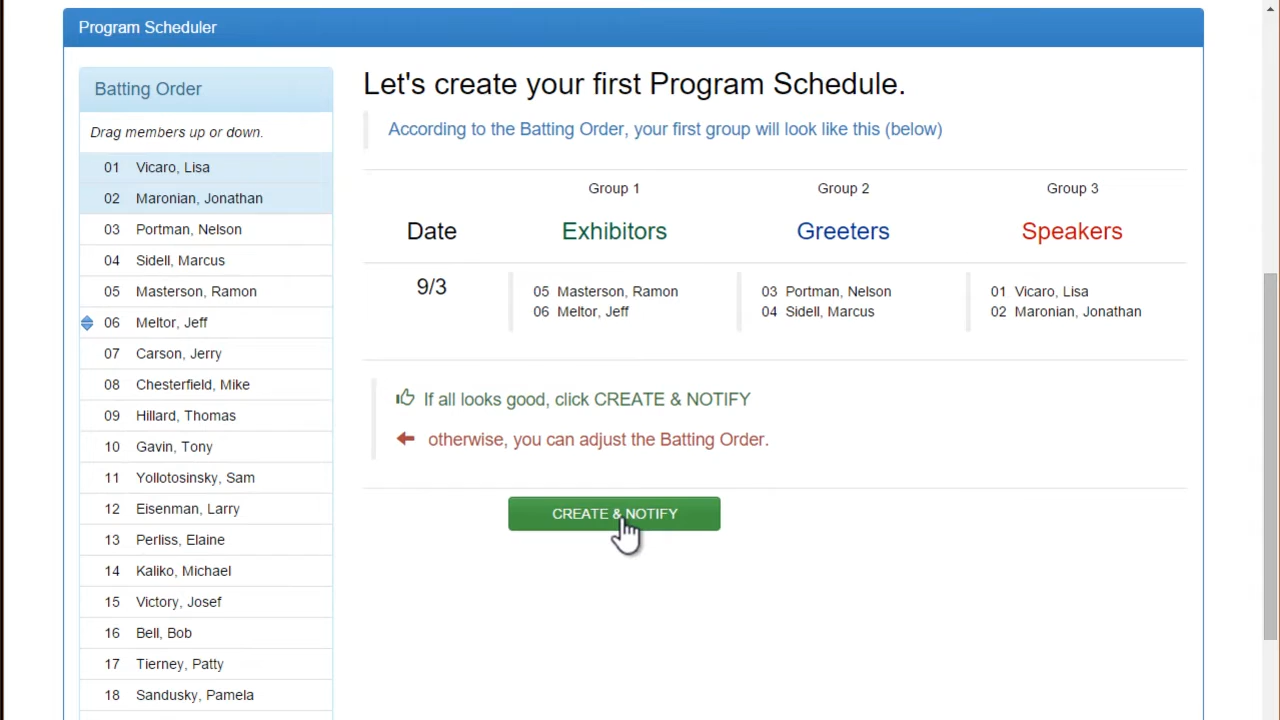 Program Scheduler
Batting Order
Drag members up or down.
01 Vicaro, Lisa
02 Maronian, Jonathan
03 Portman, Nelson
04 Sidell, Marcus
05 Masterson, Ramon
06 Meltor, Jeff
07 Carson, Jerry
08 Chesterfield, Mike
09 Hillard, Thomas
10 Gavin, Tony
11 Yollotosinsky, Sam
12 Eisenman, Larry
13 Perliss, Elaine
14 Kaliko, Michael
15 Victory, Josef
16 Bell, Bob
17 Tierney, Patty
18 Sandusky, Pamela
Let's create your first Program Schedule.
According to the Batting Order, your first group will look like this (below)
Group 1 Group 2 Group 3
Date Exhibitors Greeters Speakers
9/3 05 Masterson, Ramon 03 Portman, Nelson 01 Vicaro, Lisa
06 Meltor, Jeff 04 Sidell, Marcus 02 Maronian, Jonathan
If all looks good, click CREATE & NOTIFY
otherwise, you can adjust the Batting Order.
CREATE & NOTIFY